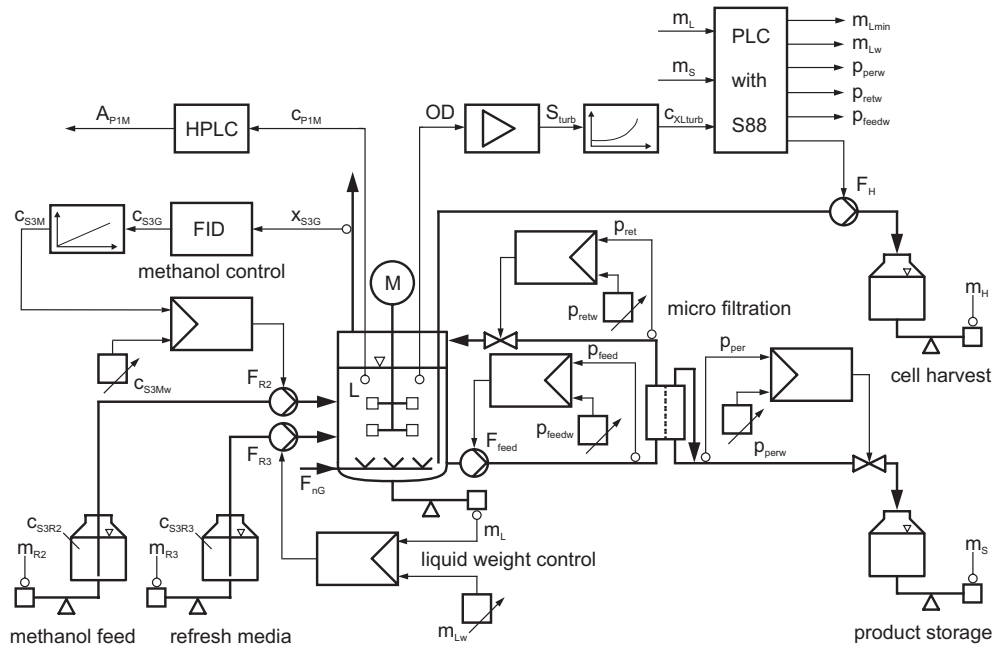 m_L
PLC
with
S88
m_Lmin
m_Lw
m_S
p_perw
p_retw
p_feedw
A_P1M
HPLC
c_P1M
OD
S_turb
c_XLturb
F_H
c_S3M
c_S3G
FID
x_S3G
methanol control
M
p_ret
p_retw
micro filtration
m_H
cell harvest
c_S3Mw
F_R2
L
p_feed
p_feedw
p_per
p_perw
F_R3
F_feed
F_nG
c_S3R2
m_R2
c_S3R3
m_R3
m_L
liquid weight control
m_Lw
m_S
methanol feed
refresh media
product storage